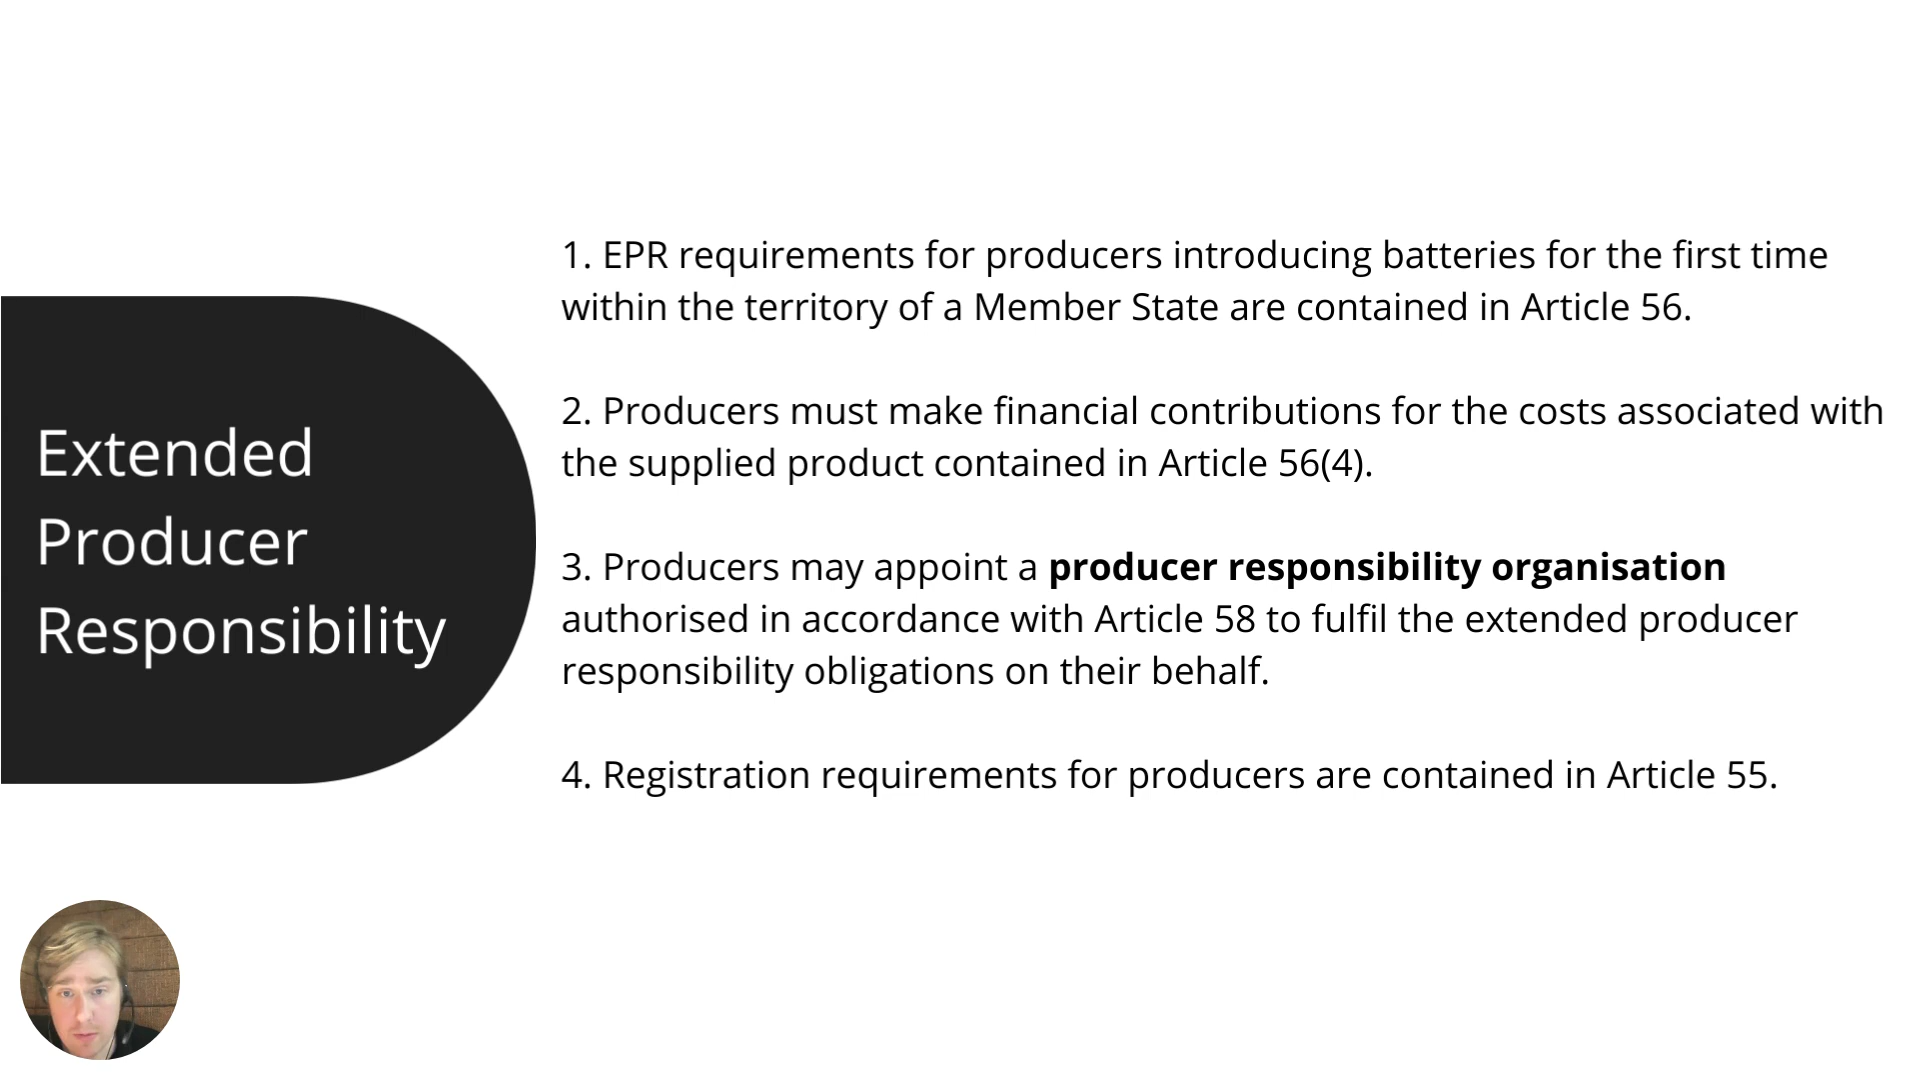 Extended
Producer
Responsibility
1. EPR requirements for producers introducing batteries for the first time
within the territory of a Member State are contained in Article 56.
2. Producers must make financial contributions for the costs associated with
the supplied product contained in Article 56(4).
3. Producers may appoint a producer responsibility organisation
authorised in accordance with Article 58 to fulfil the extended producer
responsibility obligations on their behalf.
4. Registration requirements for producers are contained in Article 55.